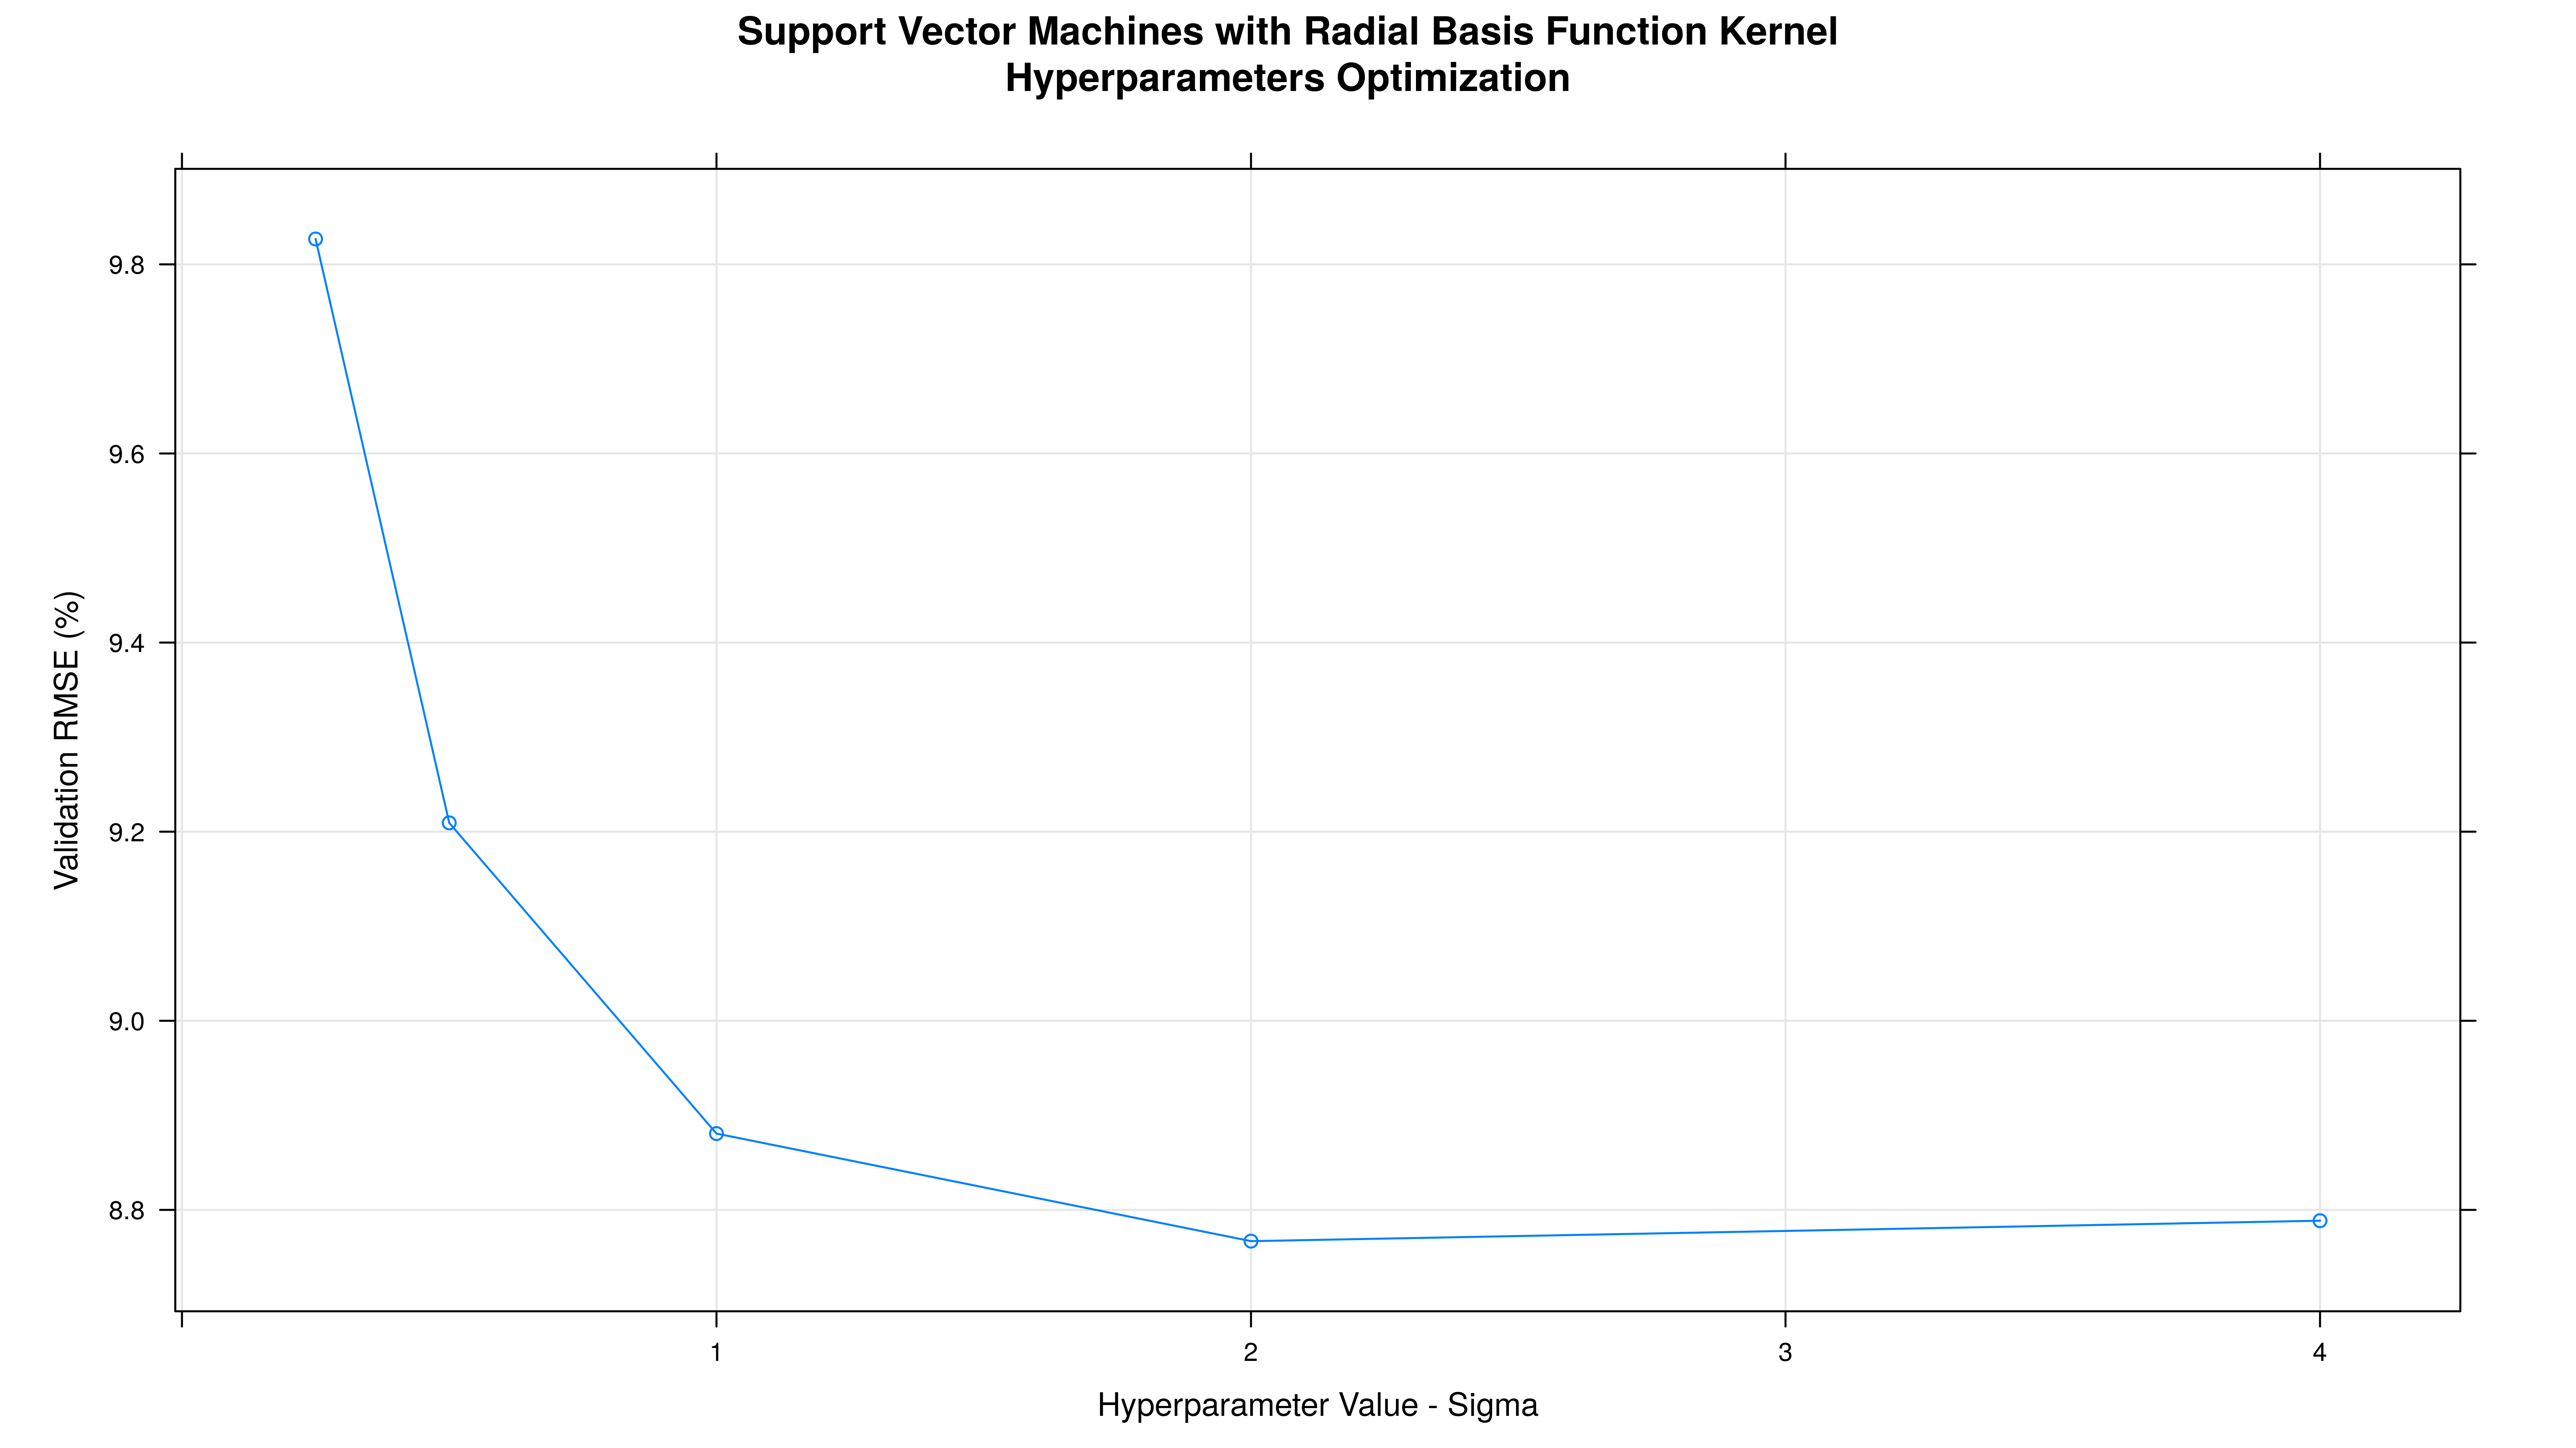 Support Vector Machines with Radial Basis Function Kernel
Hyperparameters Optimization
Validation RMSE (%)
9.8
9.6
9.4
9.2
9.0
8.8
1
2
3
4
Hyperparameter Value - Sigma